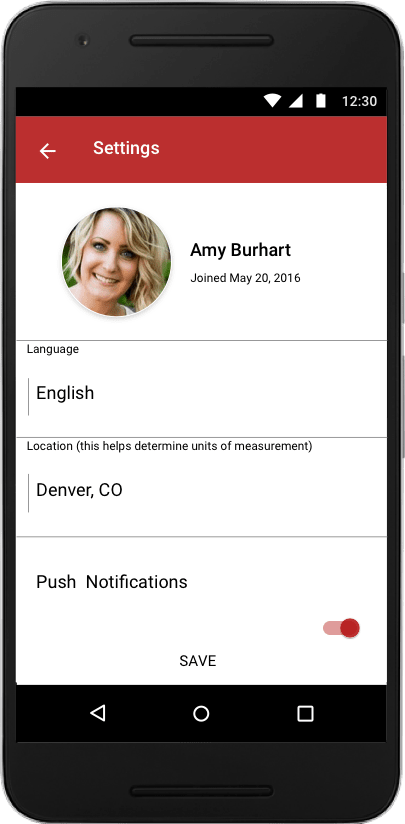 12:30
Settings
Amy Burhart
Joined May 20, 2016
Language
English
Location (this helps determine units of measurement)
Denver, CO
Push  Notifications
SAVE